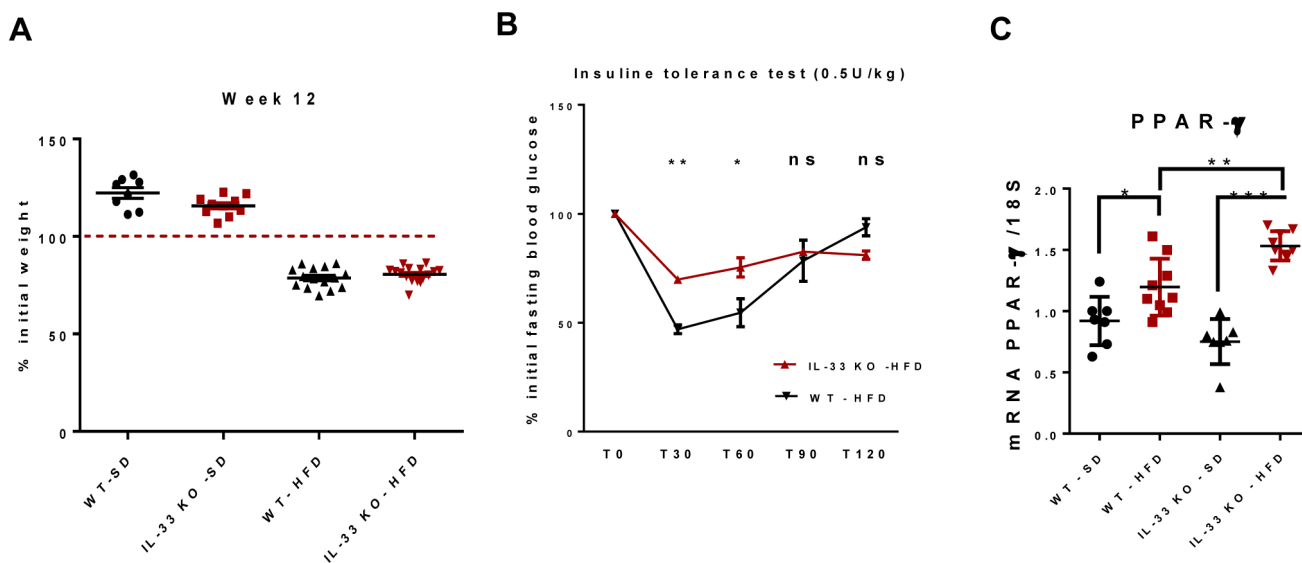 A
Week 12
% initial weight
150
100
50
0
WT-SD
IL-33 KO -SD
WT-HFD
IL-33 KO-HFD
B
Insuline tolerance test (0.5U/kg)
% initial fasting blood glucose
150
100
50
0
** * ns ns
IL-33 KO -HFD
WT - HFD
T0 T30 T60 T90 T120
C
PPAR-γ
mRNA PPAR-γ /18S
2.0
1.5
1.0
0.5
0.0
**
* ***
WT-SD
WT-HFD
IL-33 KO-SD
IL-33 KO-HFD